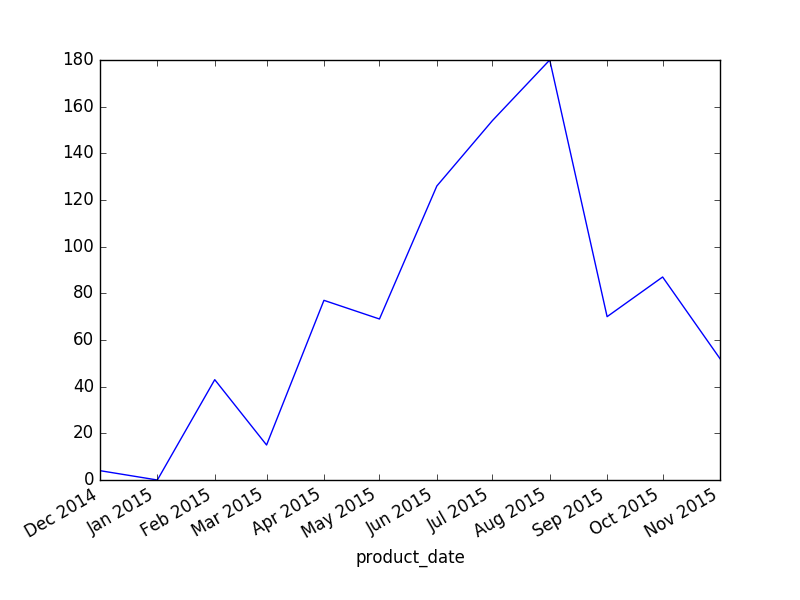 180
160
140
120
100
80
60
40
20
0
Dec 2014
Jan 2015
Feb 2015
Mar 2015
Apr 2015
May 2015
Jun 2015
Jul 2015
Aug 2015
Sep 2015
Oct 2015
Nov 2015
product_date